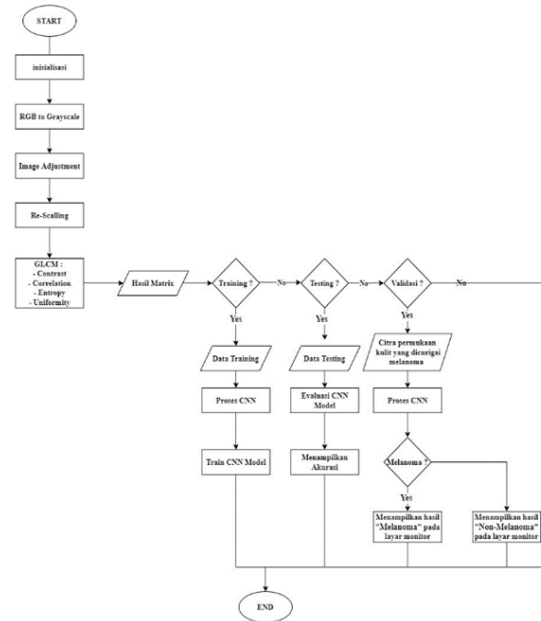 START
inisialisasi
RGB to Grayscale
Image Adjustment
Re-Scalling
GLCM :
- Contrast
- Correlation
- Entropy
- Uniformity
Hasil Matrix
Training ?
No
Testing ?
No
Validasi ?
No
Yes
Yes
Yes
Data Training
Data Testing
Citra permukaan
kulit yang dicurigai
melanoma
Proses CNN
Evaluasi CNN
Model
Proses CNN
Train CNN Model
Menampilkan
Akurasi
Melanoma ?
Yes
Menampilkan hasil
"Melanoma" pada
layar monitor
Menampilkan hasil
"Non-Melanoma"
pada layar monitor
END